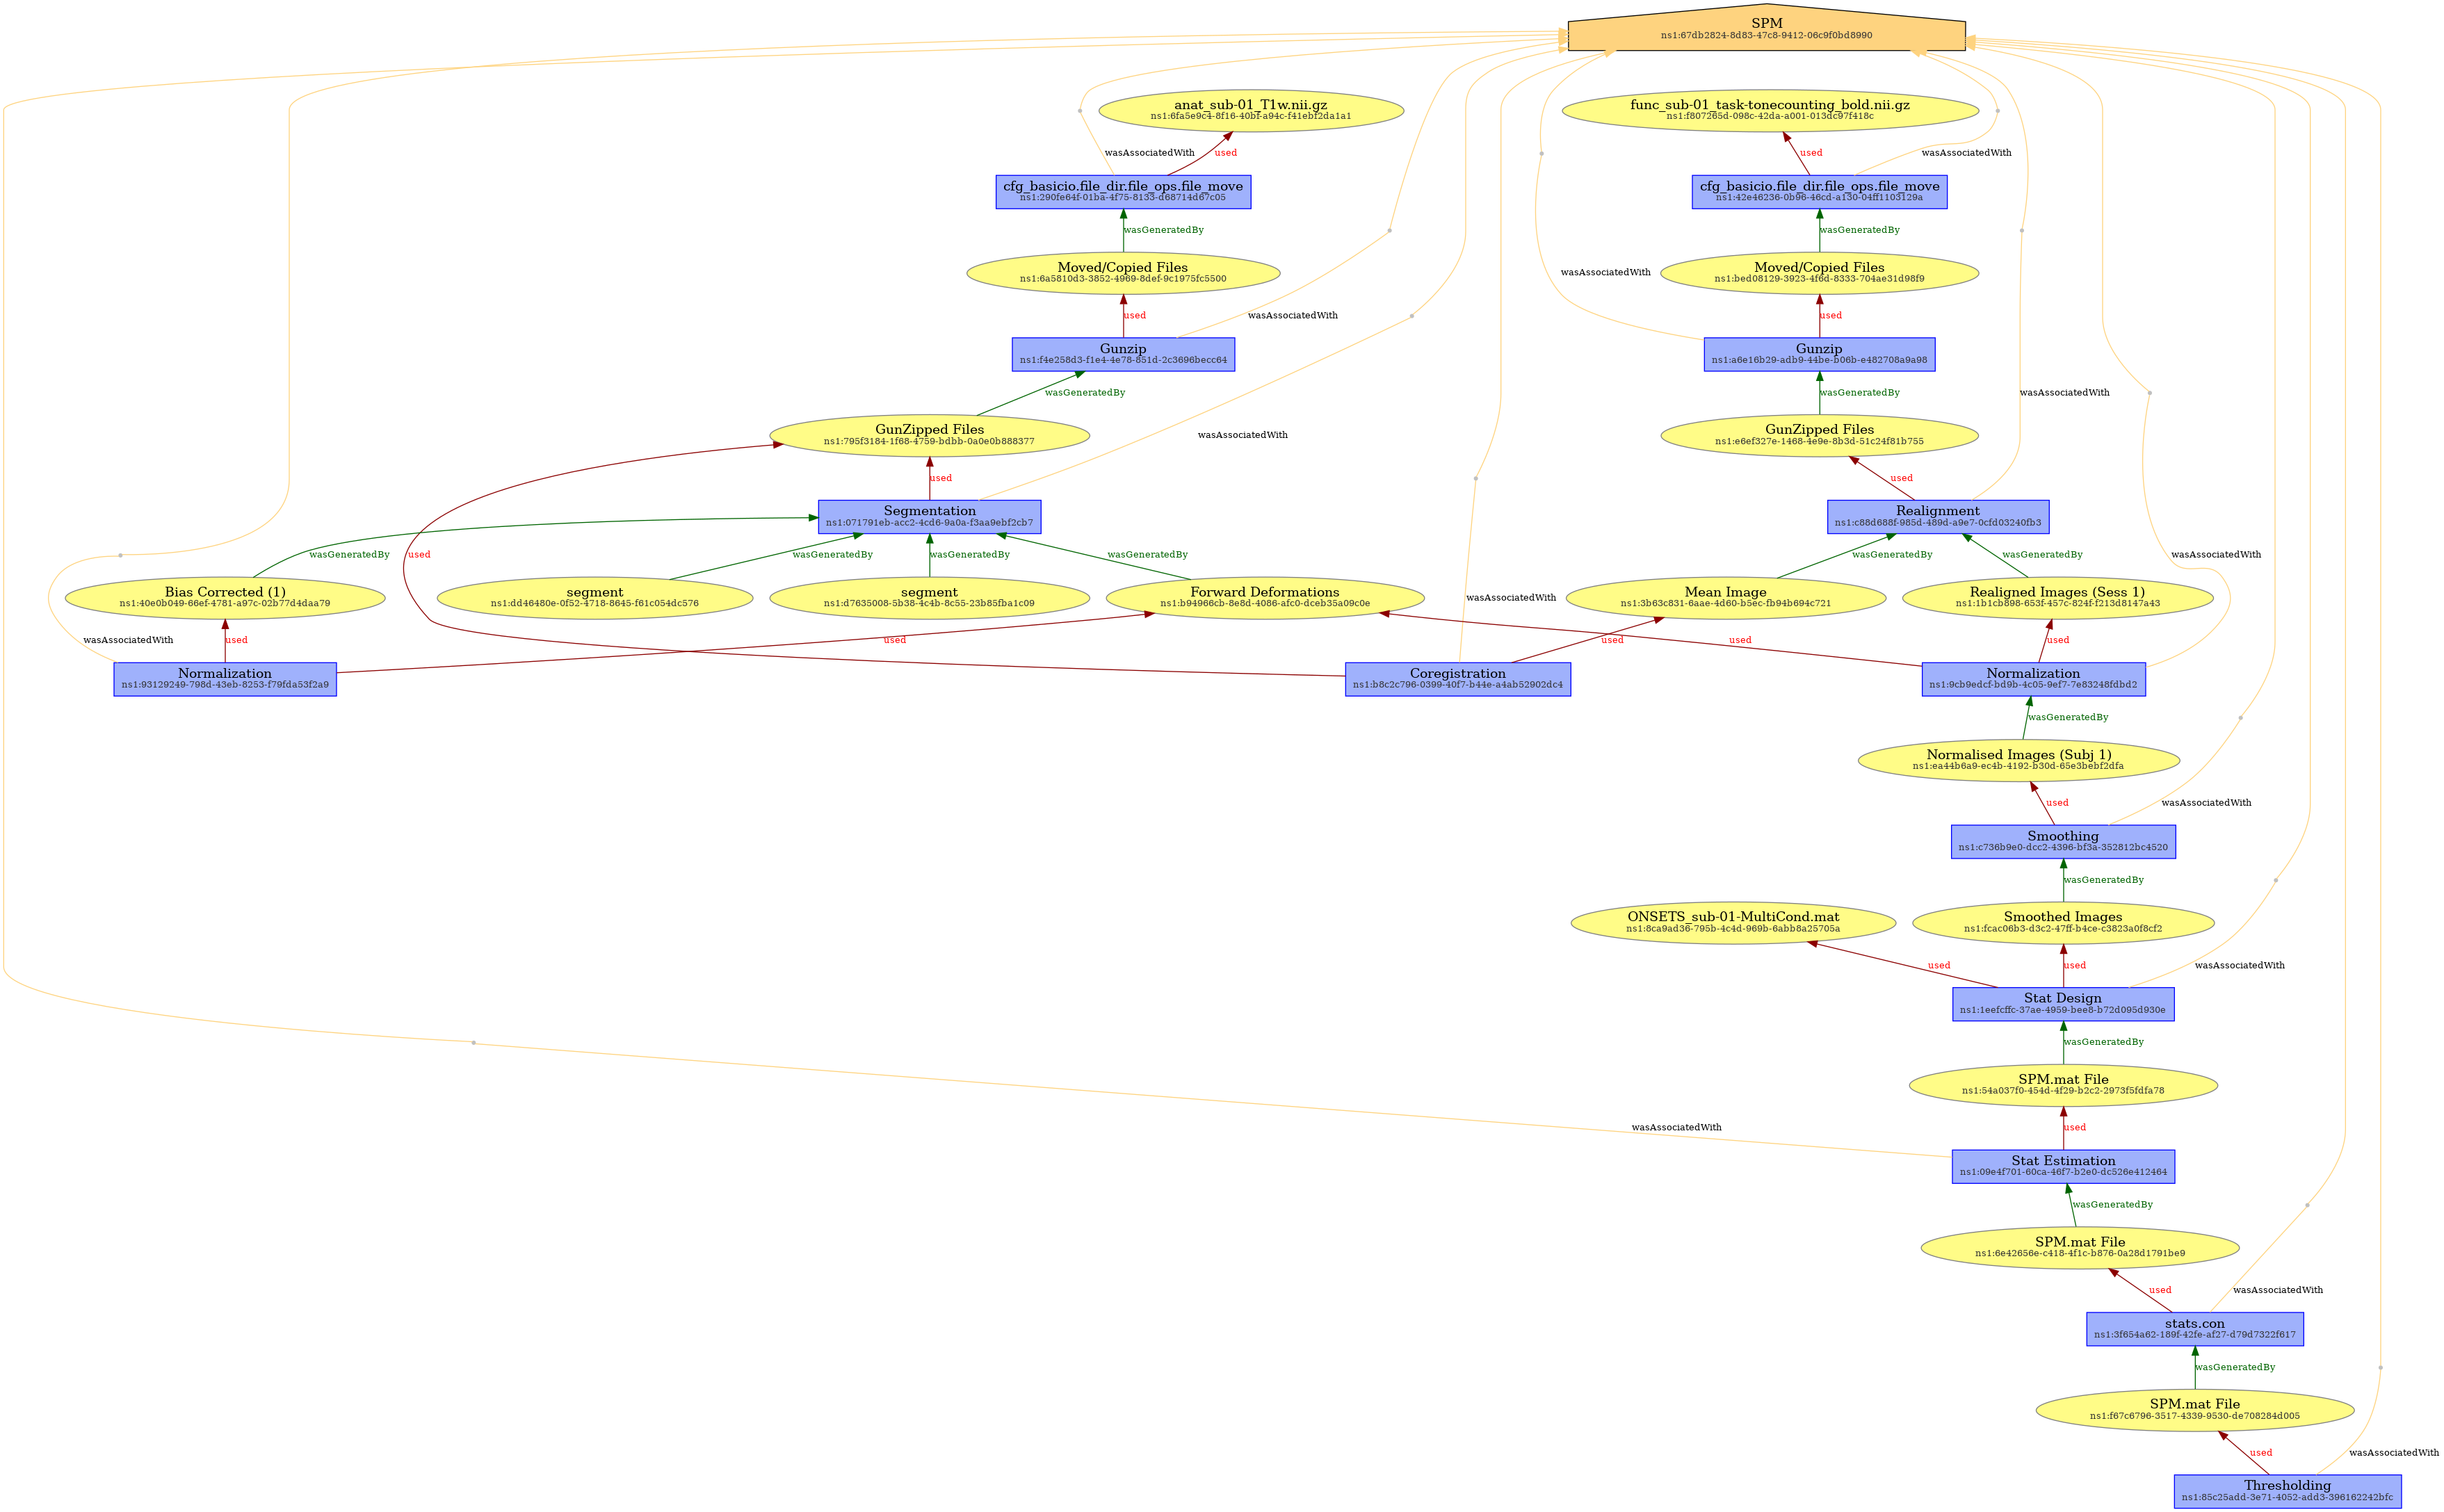 SPM
ns1:67db2824-8d83-47c8-9412-06c9f0bd8990
anat_sub-01_T1w.nii.gz
ns1:6fa5e9c4-8f16-40bf-a94c-f41ebf2da1a1
func_sub-01_task-tonecounting_bold.nii.gz
ns1:f807265d-098c-42da-a001-013dc97f418c
wasAssociatedWith
used
used
wasAssociatedWith
cfg_basicio.file_dir.file_ops.file_move
ns1:290fe64f-01ba-4f75-8133-d68714d67c05
cfg_basicio.file_dir.file_ops.file_move
ns1:42e46236-0b96-46cd-a130-04ff1103129a
wasGeneratedBy
wasGeneratedBy
Moved/Copied Files
ns1:6a5810d3-3852-4969-8def-9c1975fc5500
wasAssociatedWith
Moved/Copied Files
ns1:bed08129-3923-4f6d-8333-704ae31d98f9
used
wasAssociatedWith
used
Gunzip
ns1:f4e258d3-f1e4-4e78-851d-2c3696becc64
Gunzip
ns1:a6e16b29-adb9-44be-b06b-e482708a9a98
wasGeneratedBy
wasGeneratedBy
wasAssociatedWith
GunZipped Files
ns1:795f3184-1f68-4759-bdbb-0a0e0b888377
wasAssociatedWith
GunZipped Files
ns1:e6ef327e-1468-4e9e-8b3d-51c24f81b755
used
used
Segmentation
ns1:071791eb-acc2-4cd6-9a0a-f3aa9ebf2cb7
Realignment
ns1:c88d688f-985d-489d-a9e7-0cfd03240fb3
wasGeneratedBy
used
wasGeneratedBy
wasGeneratedBy
wasGeneratedBy
wasGeneratedBy
wasGeneratedBy
wasAssociatedWith
Bias Corrected (1)
ns1:40e0b049-66ef-4781-a97c-02b77d4daa79
segment
ns1:dd46480e-0f52-4718-8645-f61c054dc576
segment
ns1:d7635008-5b38-4c4b-8c55-23b85fba1c09
Forward Deformations
ns1:b94966cb-8e8d-4086-afc0-dceb35a09c0e
wasAssociatedWith
Mean Image
ns1:3b63c831-6aae-4d60-b5ec-fb94b694c721
Realigned Images (Sess 1)
ns1:1b1cb898-653f-457c-824f-f213d8147a43
wasAssociatedWith
used
used
used
used
used
Normalization
ns1:93129249-798d-43eb-8253-f79fda53f2a9
Coregistration
ns1:b8c2c796-0399-40f7-b44e-a4ab52902dc4
Normalization
ns1:9cb9edcf-bd9b-4c05-9ef7-7e83248fdbd2
wasGeneratedBy
Normalised Images (Subj 1)
ns1:ea44b6a9-ec4b-4192-b30d-65e3bebf2dfa
used
wasAssociatedWith
Smoothing
ns1:c736b9e0-dcc2-4396-bf3a-352812bc4520
wasGeneratedBy
ONSETS_sub-01-MultiCond.mat
ns1:8ca9ad36-795b-4c4d-969b-6abb8a25705a
Smoothed Images
ns1:fcac06b3-d3c2-47ff-b4ce-c3823a0f8cf2
used
used
wasAssociatedWith
Stat Design
ns1:1eefcffc-37ae-4959-bee8-b72d095d930e
wasGeneratedBy
SPM.mat File
ns1:54a037f0-454d-4f29-b2c2-2973f5fdfa78
wasAssociatedWith
used
Stat Estimation
ns1:09e4f701-60ca-46f7-b2e0-dc526e412464
wasGeneratedBy
SPM.mat File
ns1:6e42656e-c418-4f1c-b876-0a28d1791be9
used
wasAssociatedWith
stats.con
ns1:3f654a62-189f-42fe-af27-d79d7322f617
wasGeneratedBy
SPM.mat File
ns1:f67c6796-3517-4339-9530-de708284d005
used
wasAssociatedWith
Thresholding
ns1:85c25add-3e71-4052-add3-396162242bfc